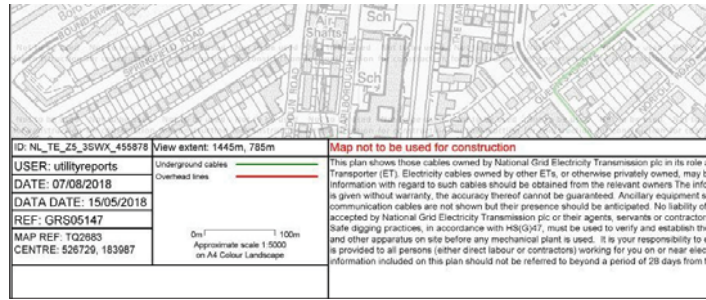 BOUNDARY
SPRINGFIELD ROAD
Air
Shafts
Sch
Sch
ID: NL_TE_Z5_3SWX_455878
View extent: 1445m, 785m
Map not to be used for construction
USER: utilityreports
DATE: 07/08/2018
DATA DATE: 15/05/2018
REF: GRS05147
MAP REF: TQ2683
CENTRE: 526729, 183987
Underground cables
Overhead lines
0m
100m
Approximate scale 1:5000
on A4 Colour Landscape
This plan shows those cables owned by National Grid Electricity Transmission plc in its role a
Transporter (ET). Electricity cables owned by other ETs, or otherwise privately owned, may b
Information with regard to such cables should be obtained from the relevant owners The info
is given without warranty, the accuracy thereof cannot be guaranteed. Ancillary equipment s
communication cables are not shown but their presence should be anticipated. No liability of
accepted by National Grid Electricity Transmission plc or their agents, servants or contractor
Safe digging practices, in accordance with HS(G)47, must be used to verify and establish the
and other apparatus on site before any mechanical plant is used. It is your responsibility to e
is provided to all persons (either direct labour or contractors) working for you on or near elec
information included on this plan should not be referred to beyond a period of 28 days from t